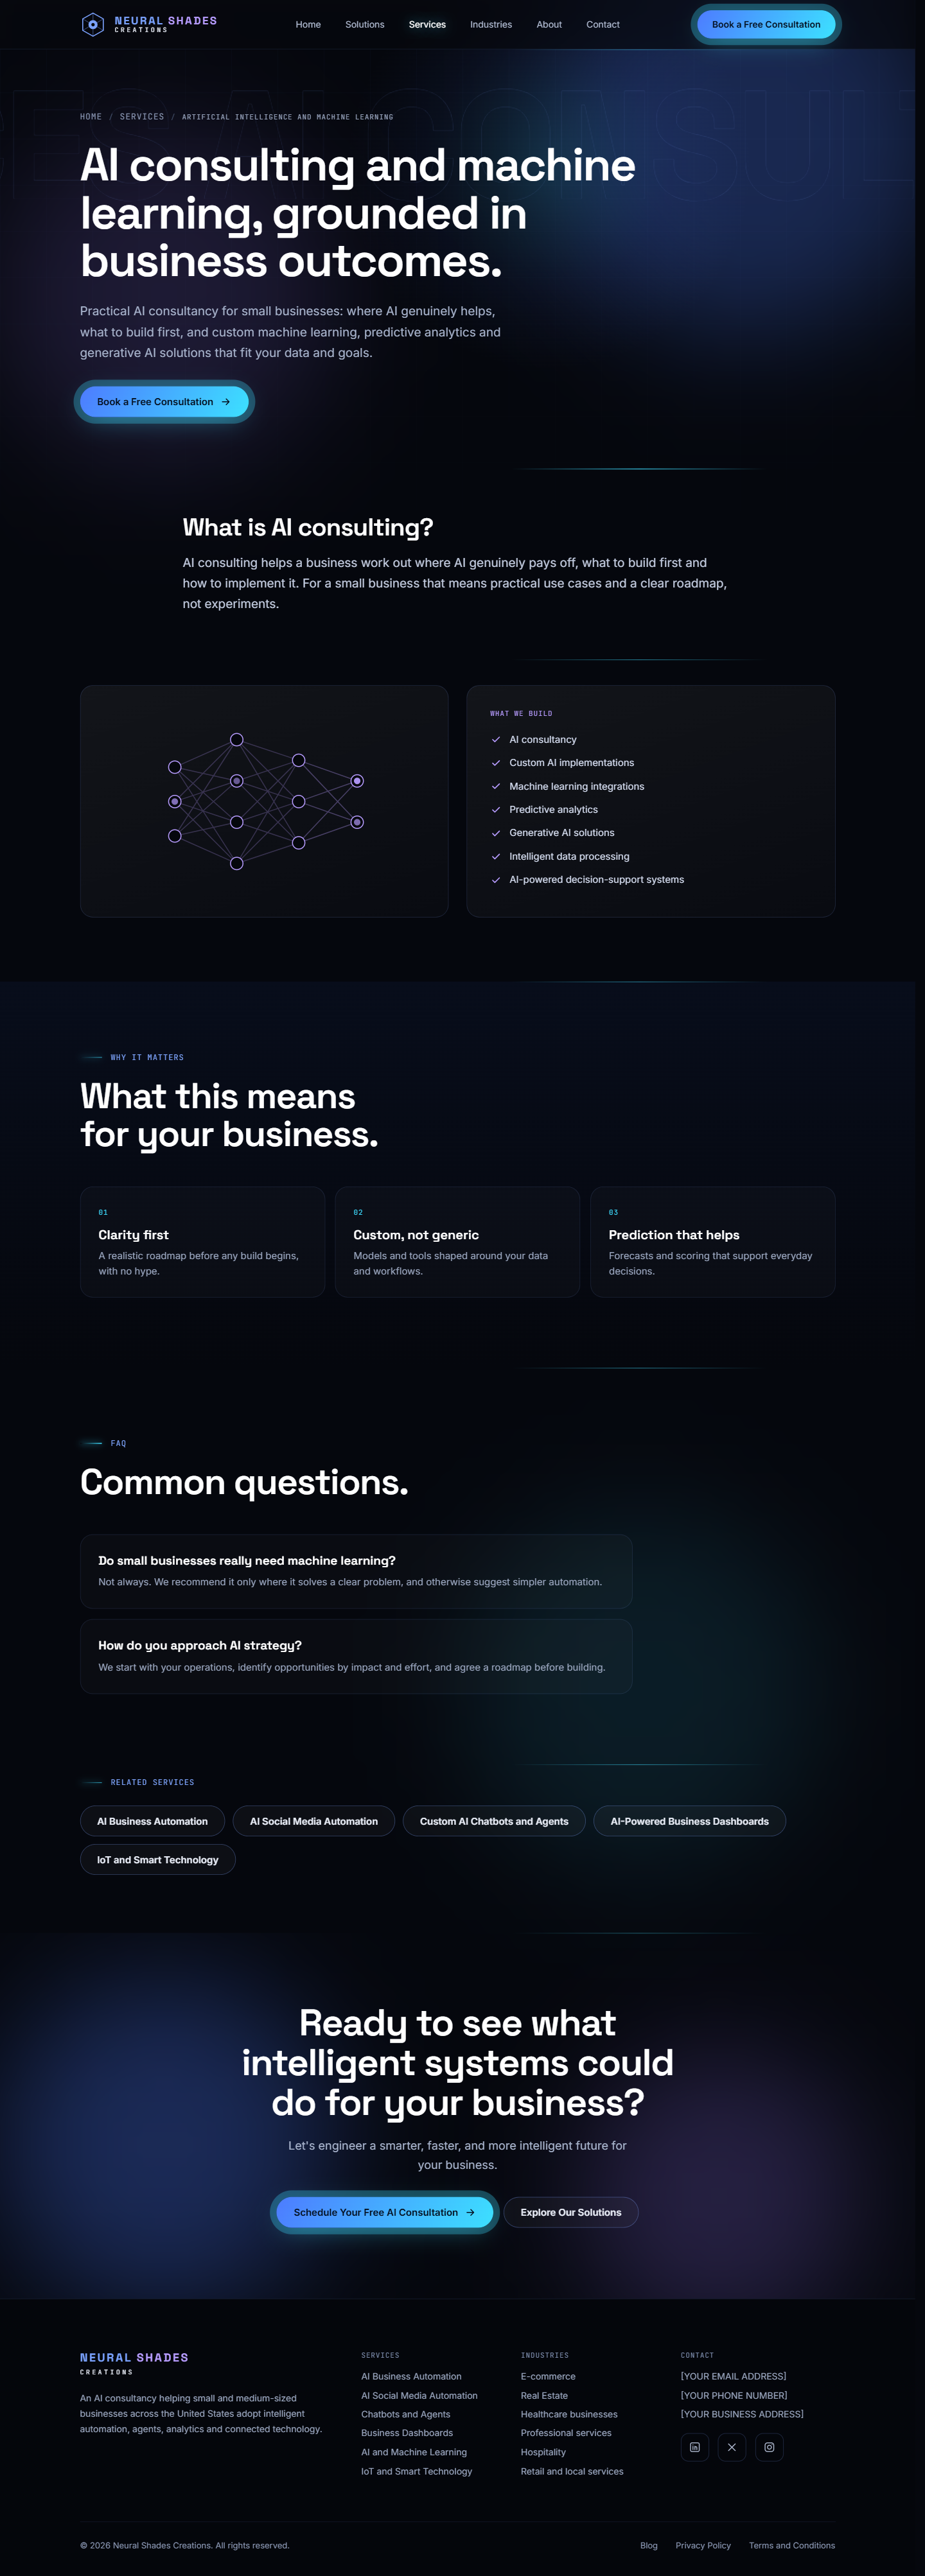 NEURAL SHADES
CREATIONS
Home
Solutions
Services
Industries
About
Contact
Book a Free Consultation
HOME / SERVICES / ARTIFICIAL INTELLIGENCE AND MACHINE LEARNING
AI consulting and machine
learning, grounded in
business outcomes.
Practical AI consultancy for small businesses: where AI genuinely helps,
what to build first, and custom machine learning, predictive analytics and
generative AI solutions that fit your data and goals.
Book a Free Consultation →
What is AI consulting?
AI consulting helps a business work out where AI genuinely pays off, what to build first and
how to implement it. For a small business that means practical use cases and a clear roadmap,
not experiments.
WHAT WE BUILD
AI consultancy
Custom AI implementations
Machine learning integrations
Predictive analytics
Generative AI solutions
Intelligent data processing
AI-powered decision-support systems
WHY IT MATTERS
What this means
for your business.
01
Clarity first
A realistic roadmap before any build begins,
with no hype.
02
Custom, not generic
Models and tools shaped around your data
and workflows.
03
Prediction that helps
Forecasts and scoring that support everyday
decisions.
FAQ
Common questions.
Do small businesses really need machine learning?
Not always. We recommend it only where it solves a clear problem, and otherwise suggest simpler automation.
How do you approach AI strategy?
We start with your operations, identify opportunities by impact and effort, and agree a roadmap before building.
RELATED SERVICES
AI Business Automation
AI Social Media Automation
Custom AI Chatbots and Agents
AI-Powered Business Dashboards
IoT and Smart Technology
Ready to see what
intelligent systems could
do for your business?
Let's engineer a smarter, faster, and more intelligent future for
your business.
Schedule Your Free AI Consultation →
Explore Our Solutions
NEURAL SHADES
CREATIONS
An AI consultancy helping small and medium-sized
businesses across the United States adopt intelligent
automation, agents, analytics and connected technology.
SERVICES
AI Business Automation
AI Social Media Automation
Chatbots and Agents
Business Dashboards
AI and Machine Learning
IoT and Smart Technology
INDUSTRIES
E-commerce
Real Estate
Healthcare businesses
Professional services
Hospitality
Retail and local services
CONTACT
[YOUR EMAIL ADDRESS]
[YOUR PHONE NUMBER]
[YOUR BUSINESS ADDRESS]
© 2026 Neural Shades Creations. All rights reserved.
Blog
Privacy Policy
Terms and Conditions